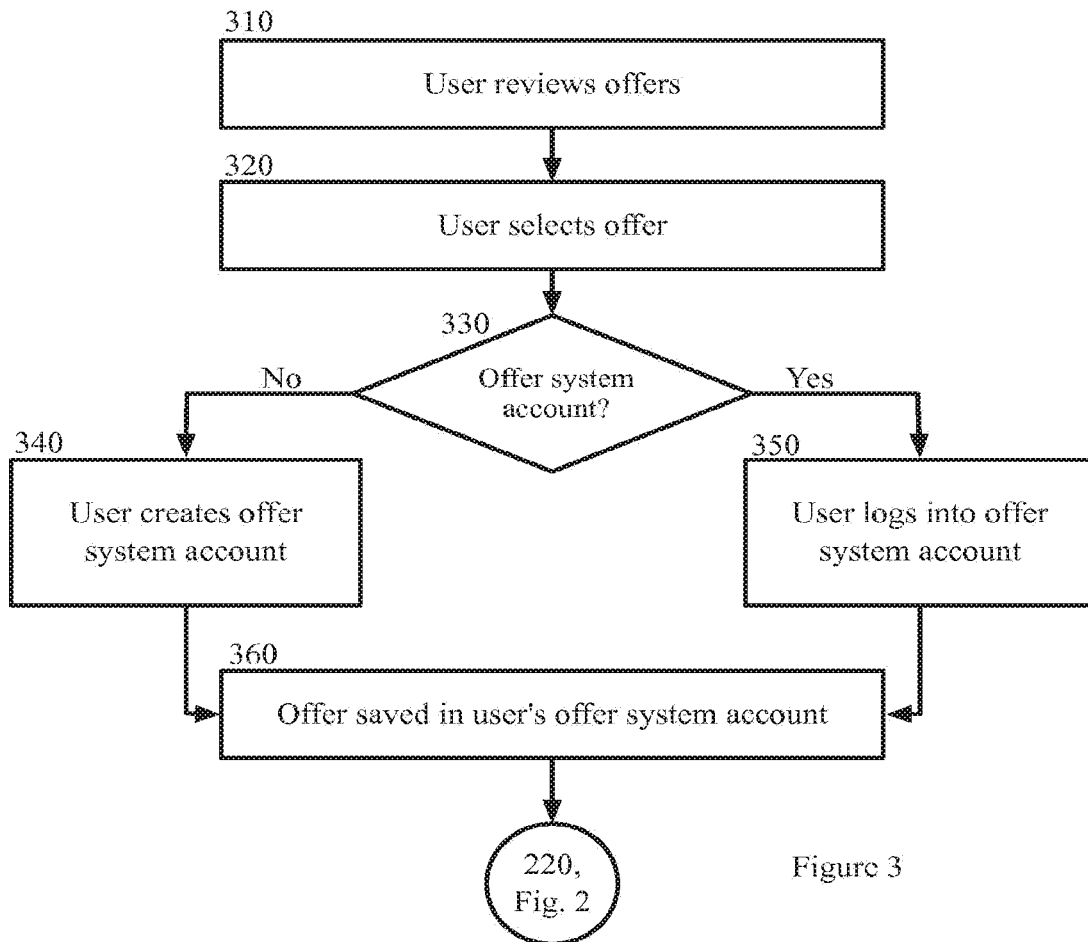 310
User reviews offers
320
User selects offer
330
No
Offer system
account?
Yes
340
User creates offer
system account
350
User logs into offer
system account
360
Offer saved in user's offer system account
220,
Fig. 2
Figure 3